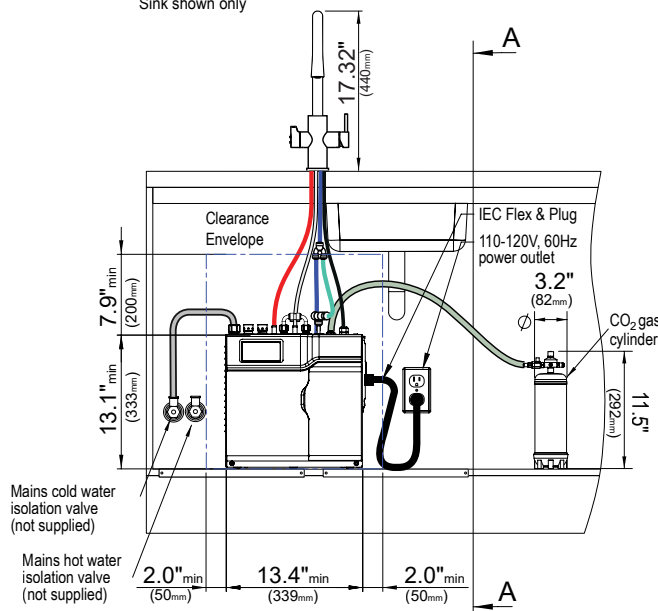 Sink shown only
A
17.32"
(440mm)
Clearance
Envelope
IEC Flex & Plug
110-120V, 60Hz
power outlet
7.9"min
(200mm)
3.2"
(82mm)
Ø
CO2 gas
cylinder
13.1"min
(333mm)
11.5"
(292mm)
Mains cold water
isolation valve
(not supplied)
Mains hot water
isolation valve
(not supplied)
2.0"min
(50mm)
13.4"min
(339mm)
2.0"min
(50mm)
A